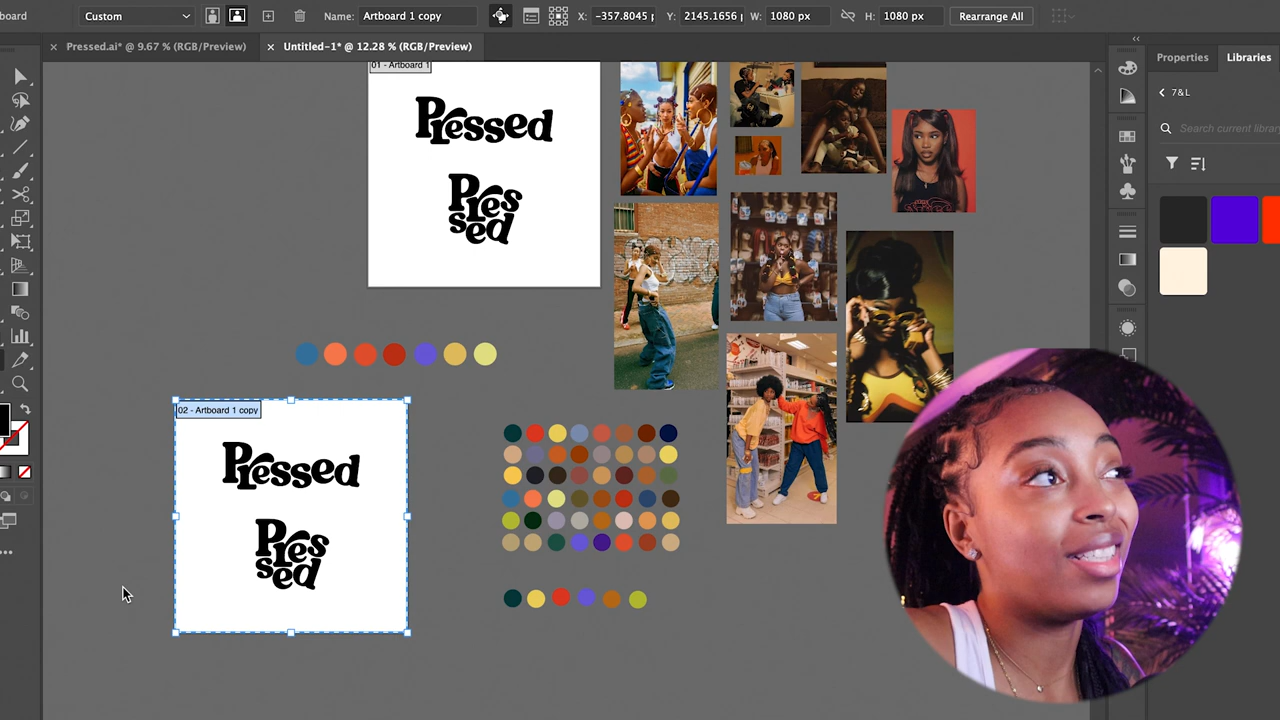 board
Custom
Name:
Artboard 1 copy
X:
-357.8045 p
Y:
2145.1656 p
W:
1080 px
H:
1080 px
Rearrange All
× Pressed.ai* @ 9.67 % (RGB/Preview)
× Untitled-1* @ 12.28 % (RGB/Preview)
Properties
Libraries
7&L
Search current library
01 - Artboard 1
Pressed
Pres
sed
02 - Artboard 1 copy
Pressed
Pres
sed